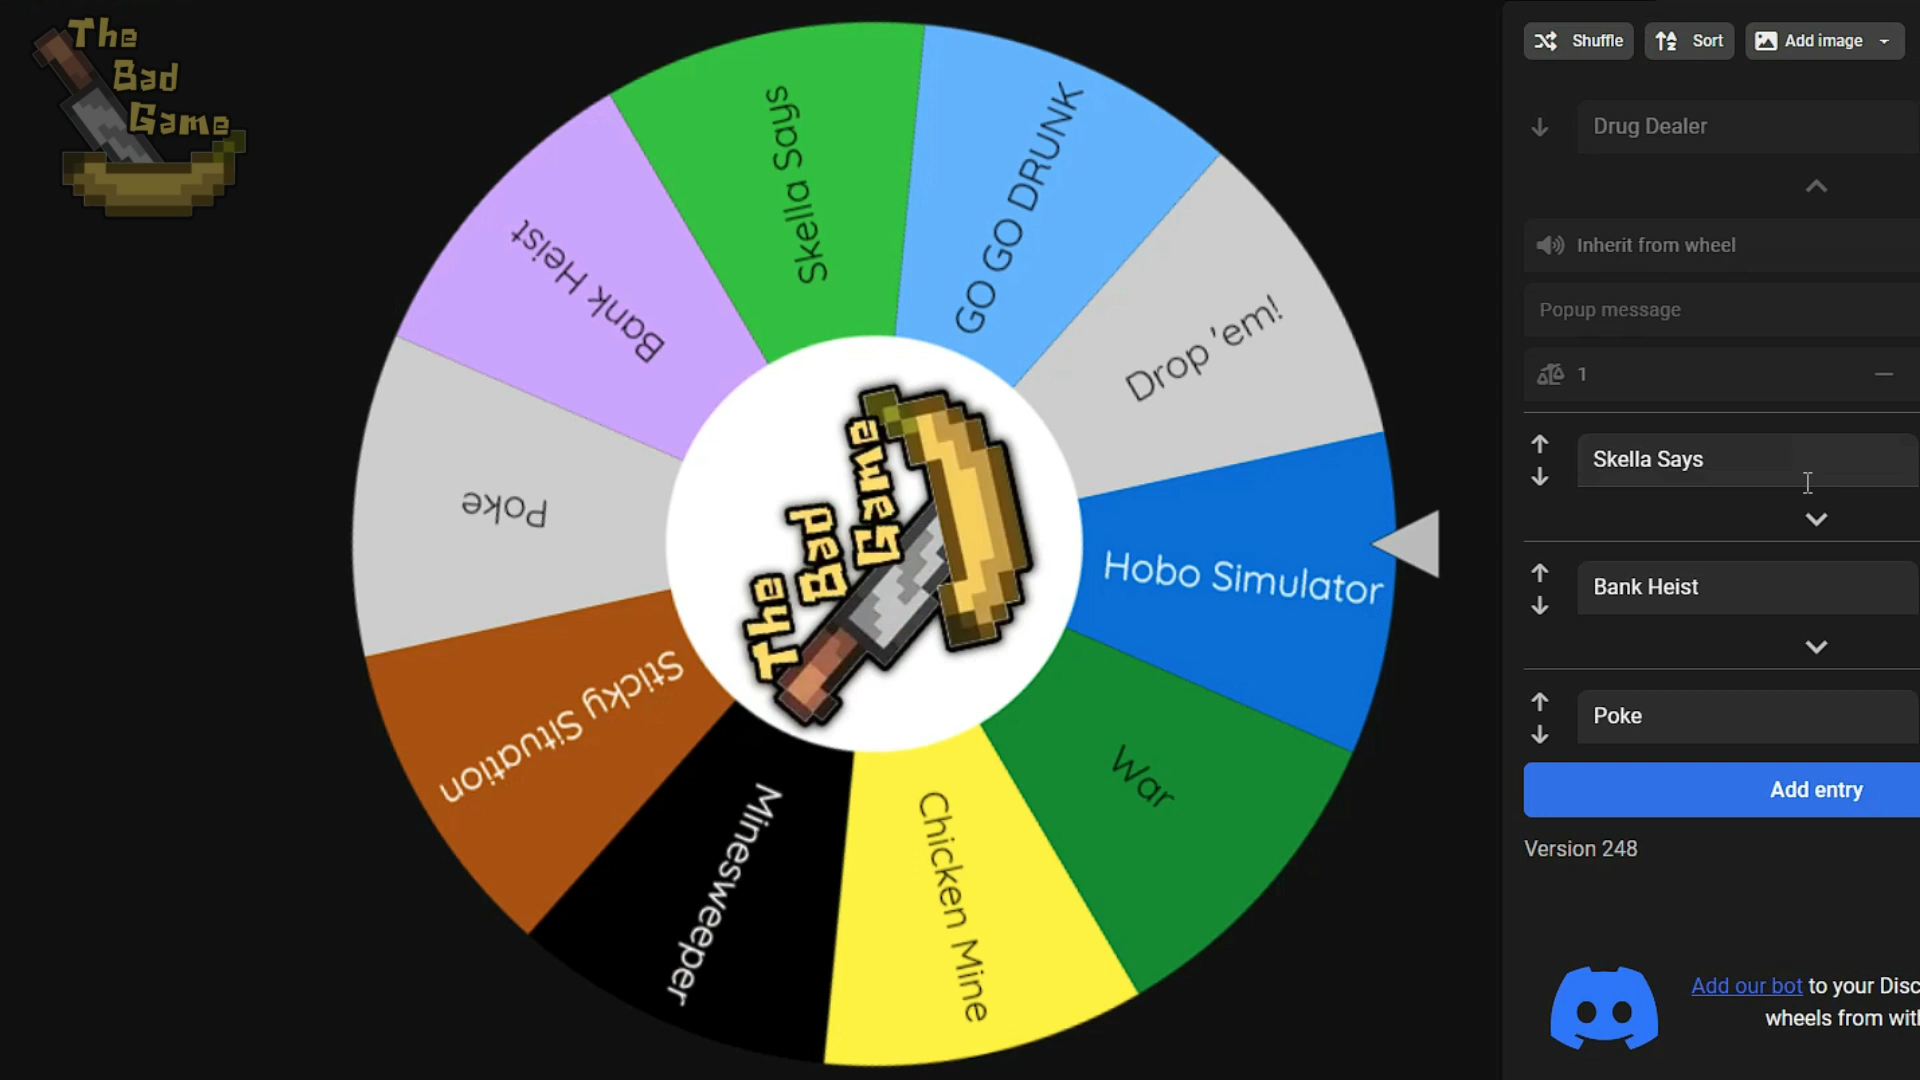 The
Bad
Game
Skella Says
GO GO DRUNK
Drop 'em!
Hobo Simulator
War
Chicken Mine
Minesweeper
Sticky Situation
Poke
Bank Heist
The
Bad
Game
Shuffle
Sort
Add image
Drug Dealer
Inherit from wheel
Popup message
1
Skella Says
Bank Heist
Poke
Add entry
Version 248
Add our bot to your Disc
wheels from wit